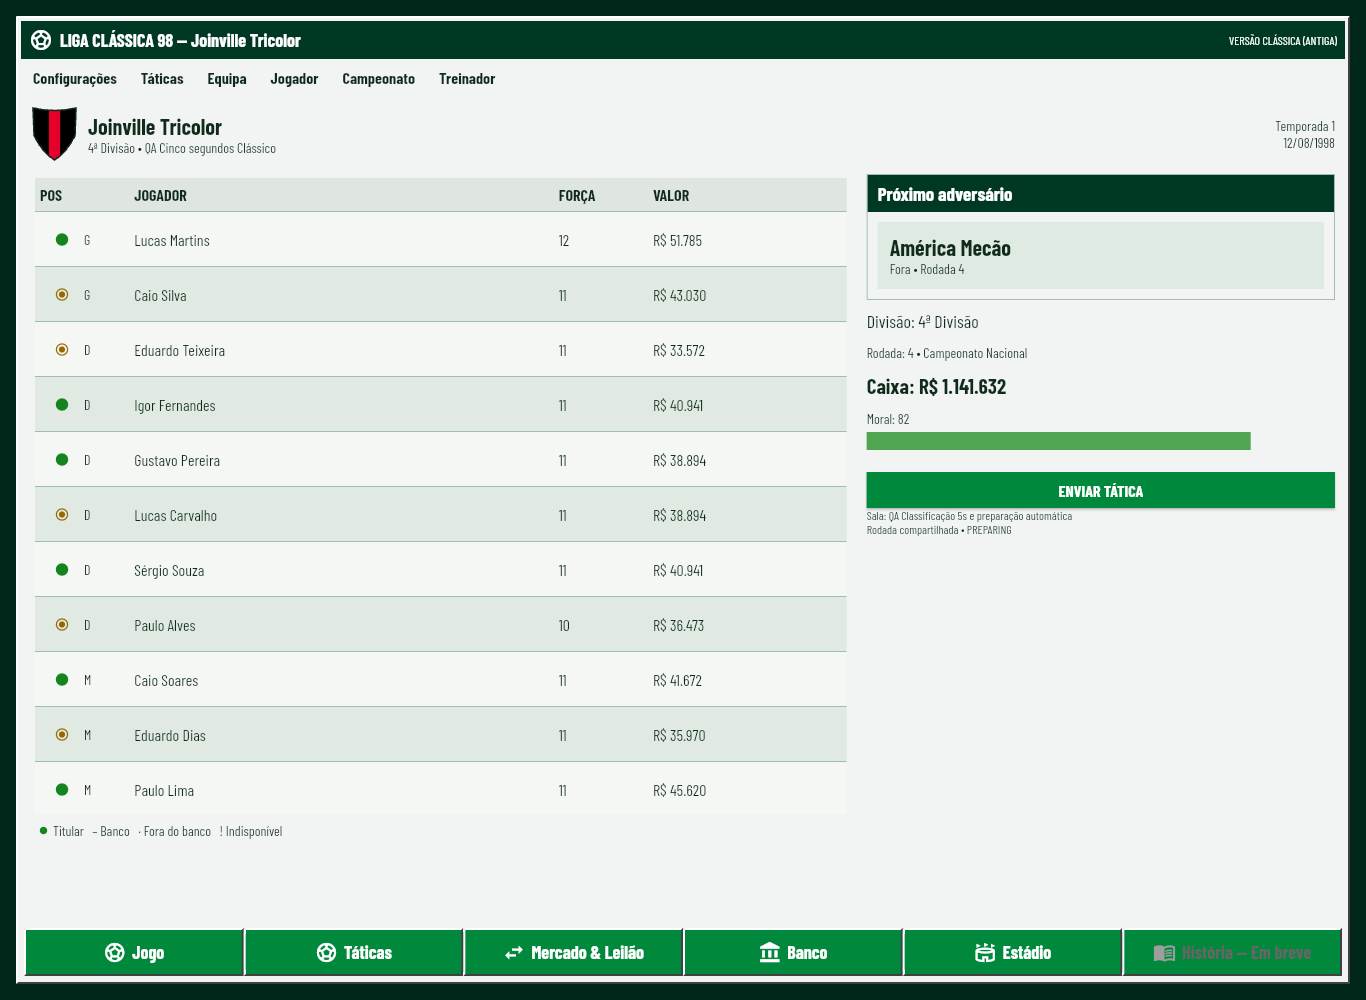 LIGA CLÁSSICA 98 — Joinville Tricolor
VERSÃO CLÁSSICA (ANTIGA)
Configurações Táticas Equipa Jogador Campeonato Treinador
Joinville Tricolor
4ª Divisão • QA Cinco segundos Clássico
Temporada 1
12/08/1998
POS JOGADOR FORÇA VALOR
G Lucas Martins 12 R$ 51.785
G Caio Silva 11 R$ 43.030
D Eduardo Teixeira 11 R$ 33.572
D Igor Fernandes 11 R$ 40.941
D Gustavo Pereira 11 R$ 38.894
D Lucas Carvalho 11 R$ 38.894
D Sérgio Souza 11 R$ 40.941
D Paulo Alves 10 R$ 36.473
M Caio Soares 11 R$ 41.672
M Eduardo Dias 11 R$ 35.970
M Paulo Lima 11 R$ 45.620
● Titular – Banco · Fora do banco ! Indisponível
Próximo adversário
América Mecão
Fora • Rodada 4
Divisão: 4ª Divisão
Rodada: 4 • Campeonato Nacional
Caixa: R$ 1.141.632
Moral: 82
ENVIAR TÁTICA
Sala: QA Classificação 5s e preparação automática
Rodada compartilhada • PREPARING
Jogo Táticas Mercado & Leilão Banco Estádio História — Em breve